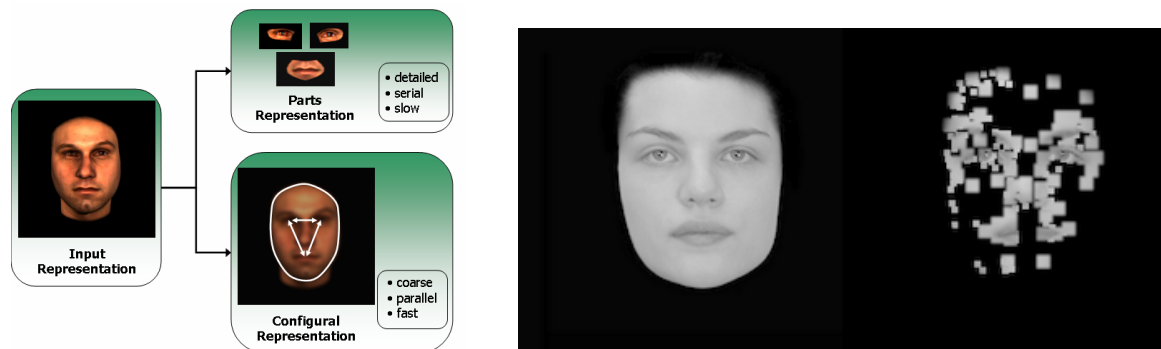 Input
Representation
Parts
Representation
• detailed
• serial
• slow
Configural
Representation
• coarse
• parallel
• fast